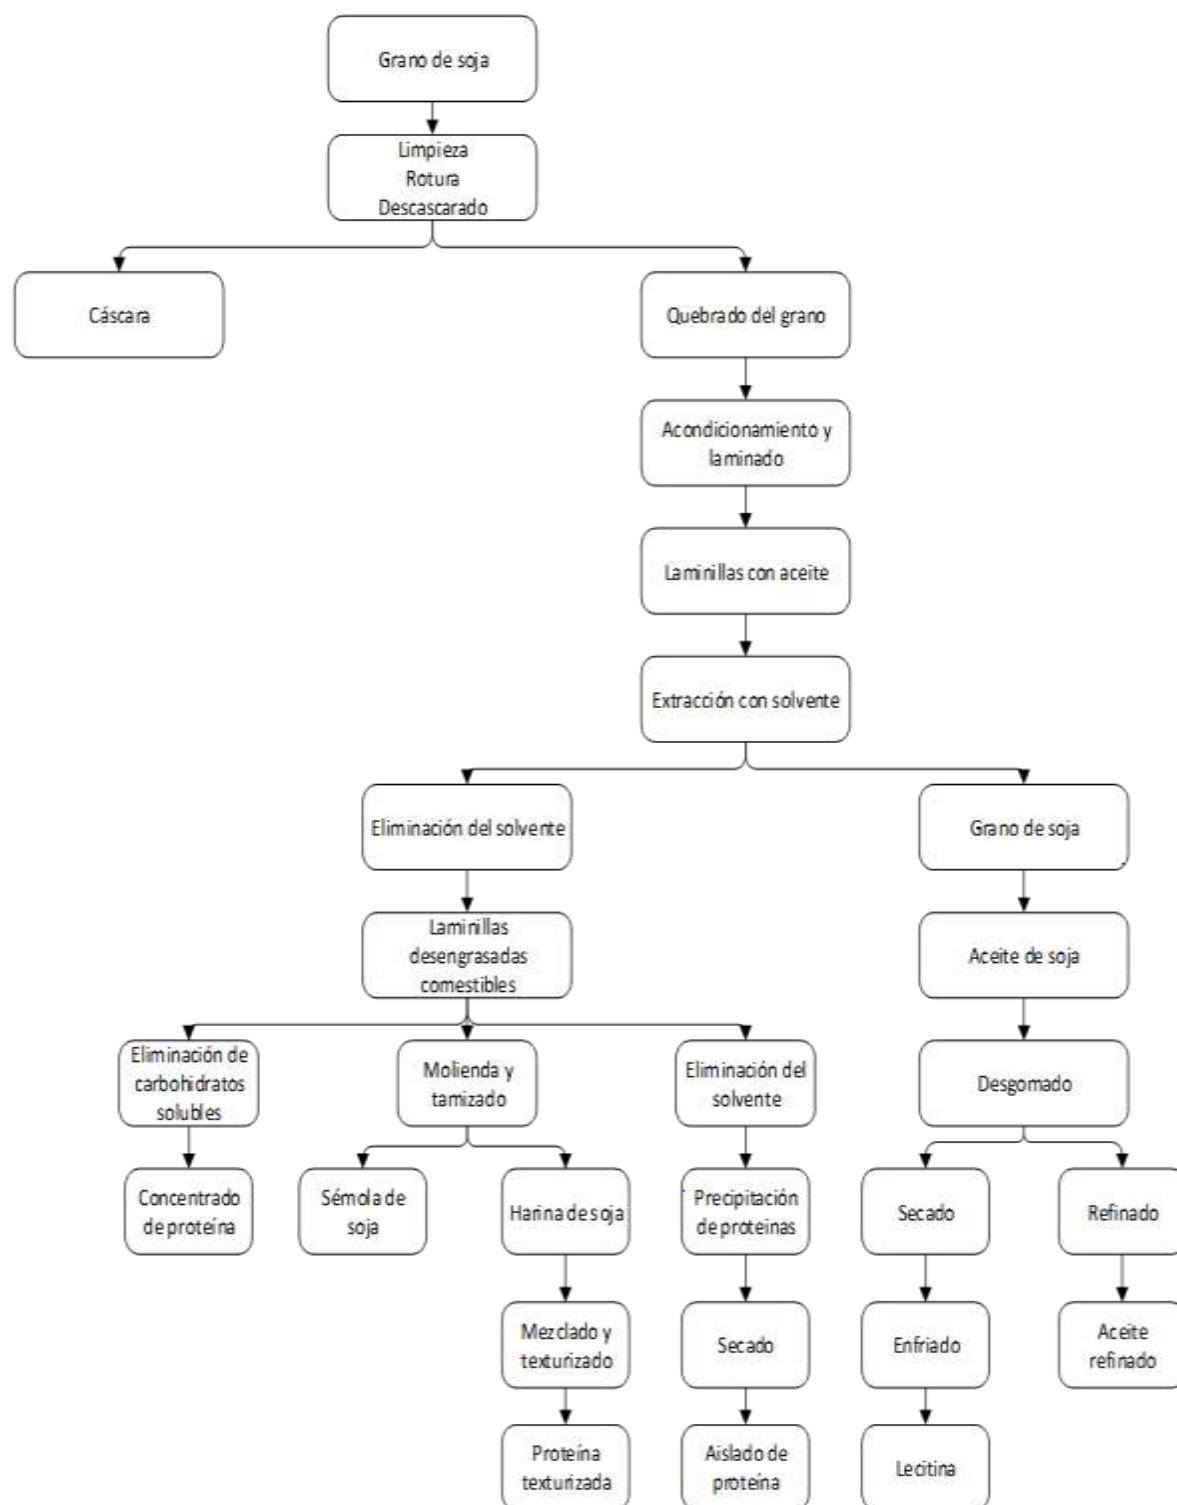 Grano de soja
Limpieza
Rotura
Descascarado
Cáscara
Quebrado del grano
Acondicionamiento y
laminado
Laminillas con aceite
Extracción con solvente
Eliminación del solvente
Grano de soja
Laminillas
desengrasadas
comestibles
Aceite de soja
Eliminación de
carbohidratos
solubles
Molienda y
tamizado
Eliminación del
solvente
Desgomado
Concentrado
de proteína
Sémola de
soja
Harina de soja
Precipitación
de proteinas
Secado
Refinado
Mezclado y
texturizado
Secado
Enfriado
Aceite
refinado
Proteína
texturizada
Aislado de
proteína
Lecitina